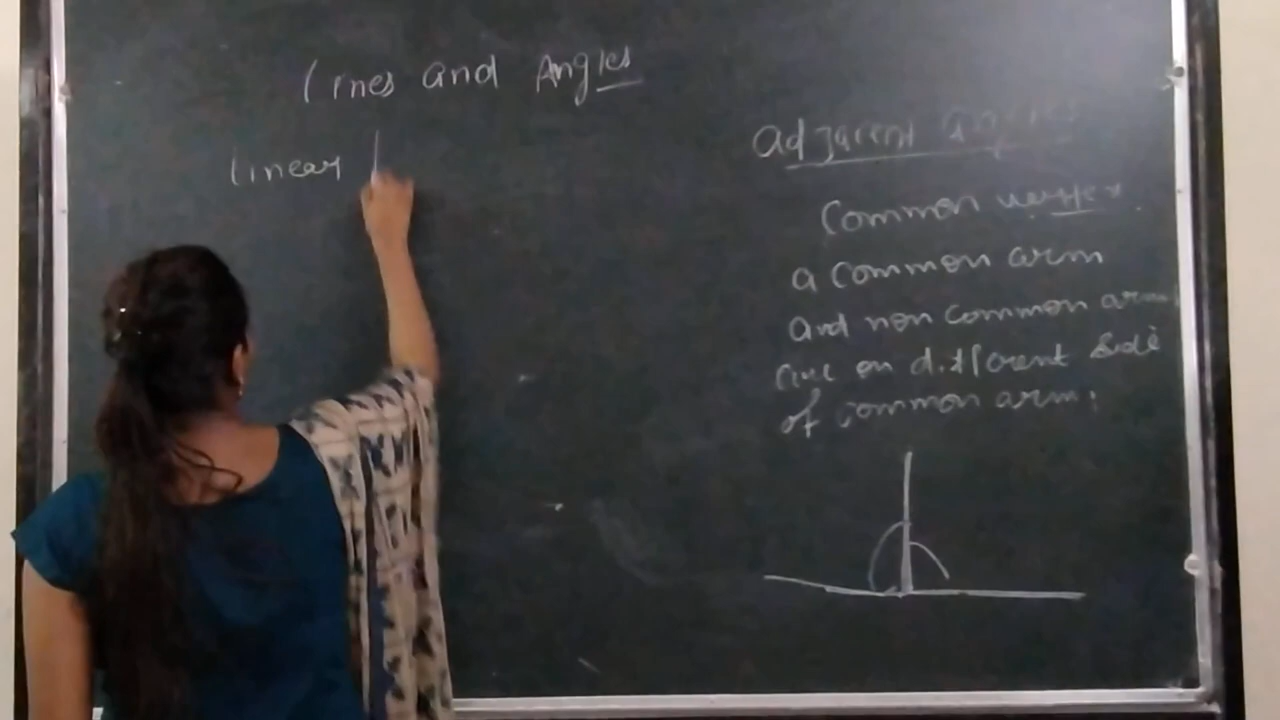 Lines and Angles
linear
Adjacent Angles
Common vertex
a common arm
and non common arm
are on different side
of common arm.